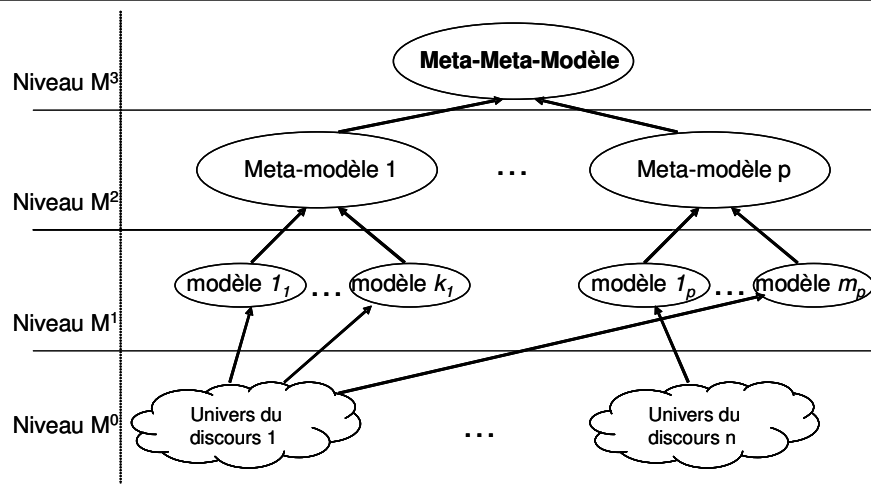 Meta-Meta-Modèle
Niveau M³
Meta-modèle 1
...
Meta-modèle p
Niveau M²
modèle 1₁
...
modèle k₁
modèle 1ₚ
...
modèle mₚ
Niveau M¹
Univers du
discours 1
...
Univers du
discours n
Niveau M⁰